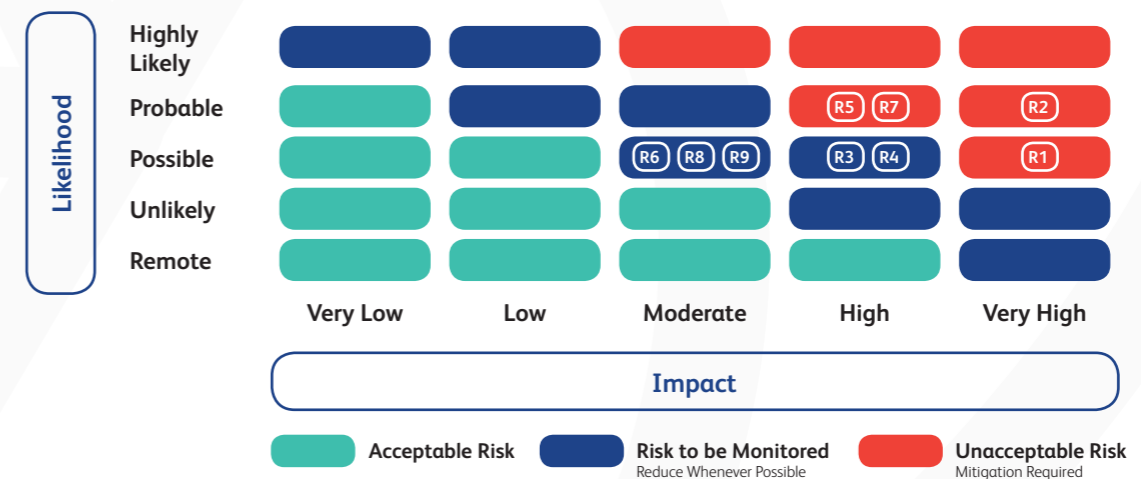 Likelihood
Highly
Likely
Probable
R5 R7
R2
Possible
R6 R8 R9
R3 R4
R1
Unlikely
Remote
Very Low
Low
Moderate
High
Very High
Impact
Acceptable Risk
Risk to be Monitored
Reduce Whenever Possible
Unacceptable Risk
Mitigation Required